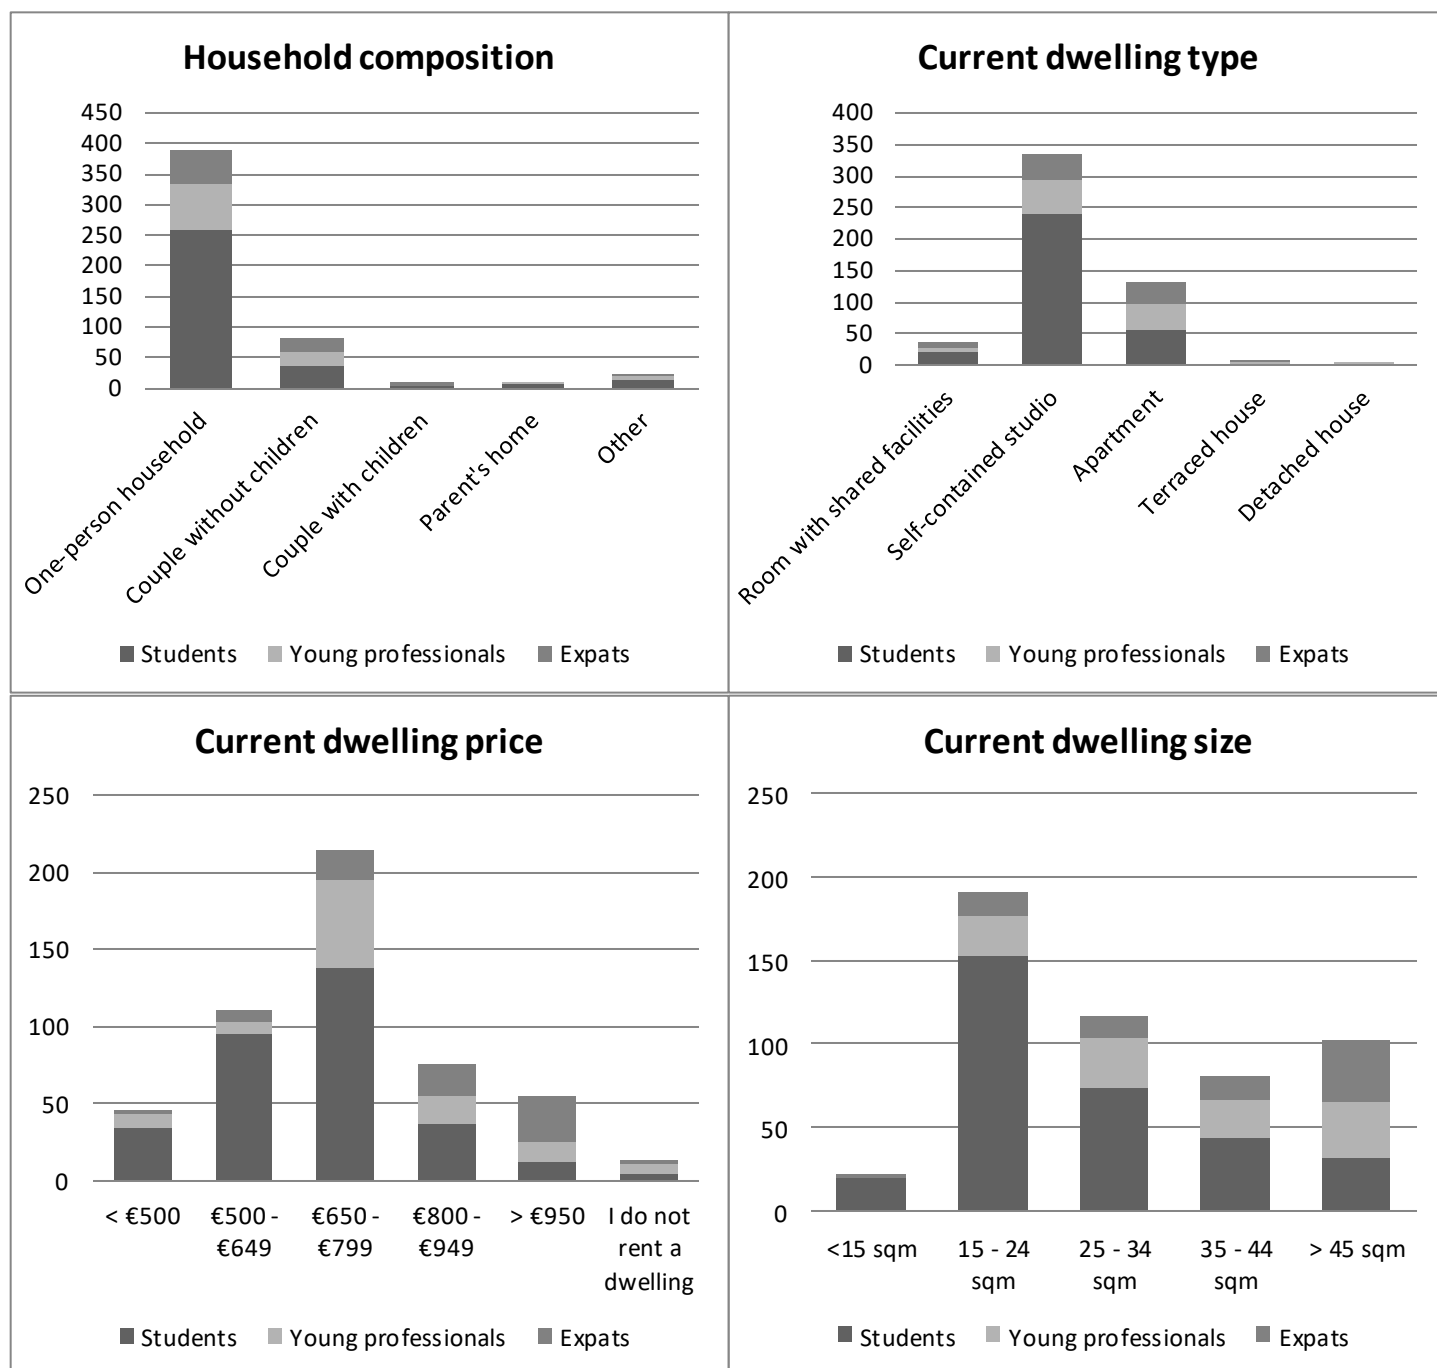 Household composition
450
400
350
300
250
200
150
100
50
0
One-person household
Couple without children
Couple with children
Parent's home
Other
Students Young professionals Expats
Current dwelling type
400
350
300
250
200
150
100
50
0
Room with shared facilities
Self-contained studio
Apartment
Terraced house
Detached house
Students Young professionals Expats
Current dwelling price
250
200
150
100
50
0
< €500 €500 - €650 - €800 - > €950 I do not
€649 €799 €949 rent a
dwelling
Students Young professionals Expats
Current dwelling size
250
200
150
100
50
0
<15 sqm 15 - 24 25 - 34 35 - 44 > 45 sqm
sqm sqm sqm
Students Young professionals Expats